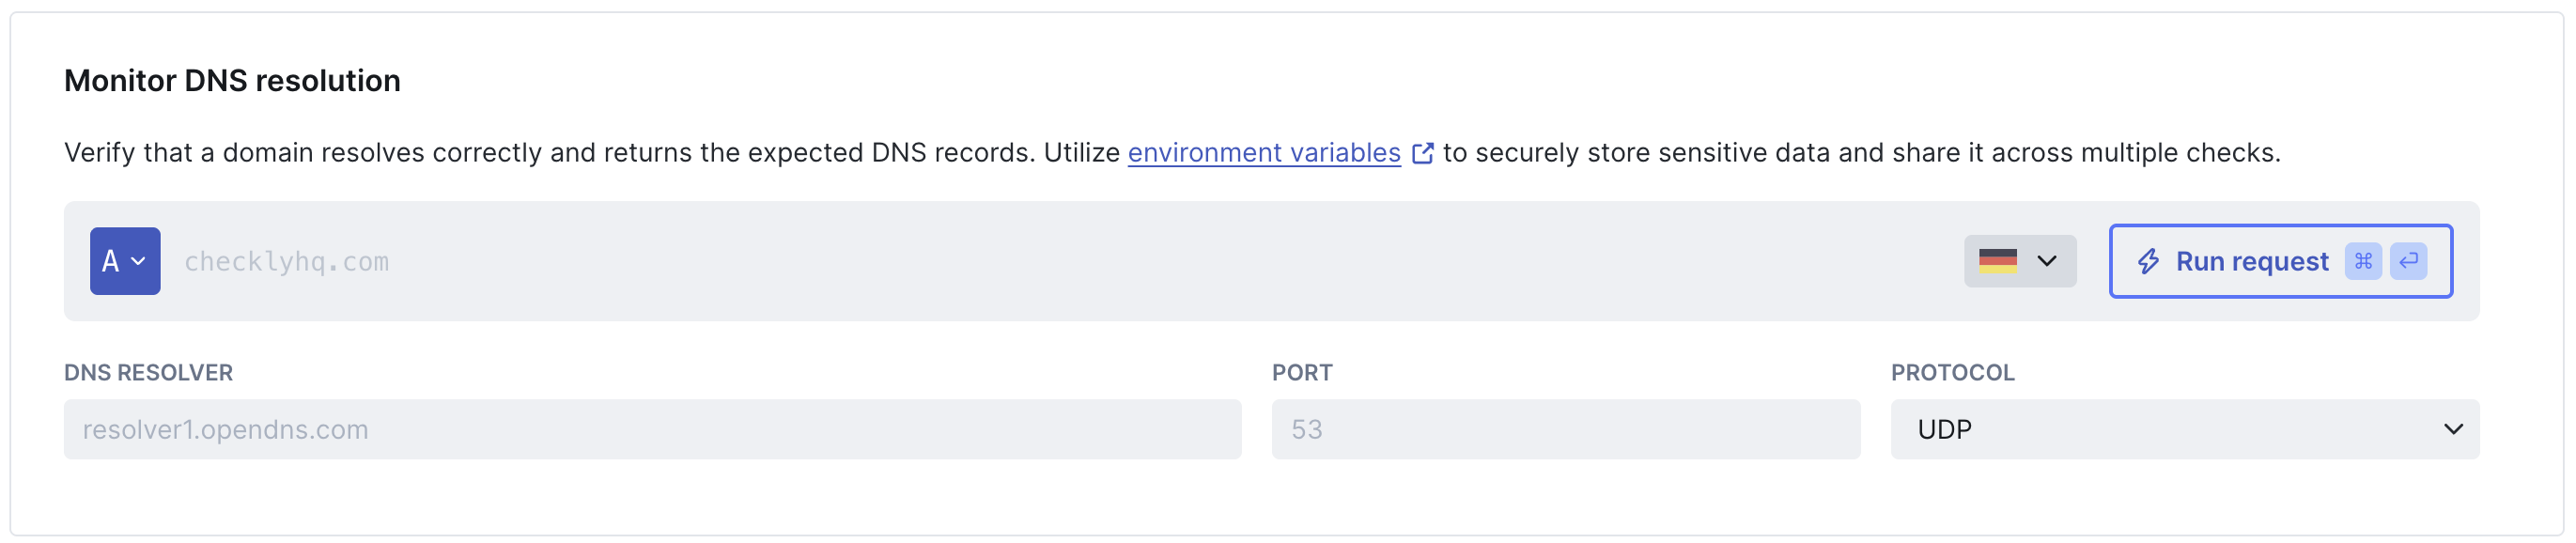 Monitor DNS resolution
Verify that a domain resolves correctly and returns the expected DNS records. Utilize environment variables to securely store sensitive data and share it across multiple checks.
A checklyhq.com Run request ⌘ ↵
DNS RESOLVER PORT PROTOCOL
resolver1.opendns.com 53 UDP